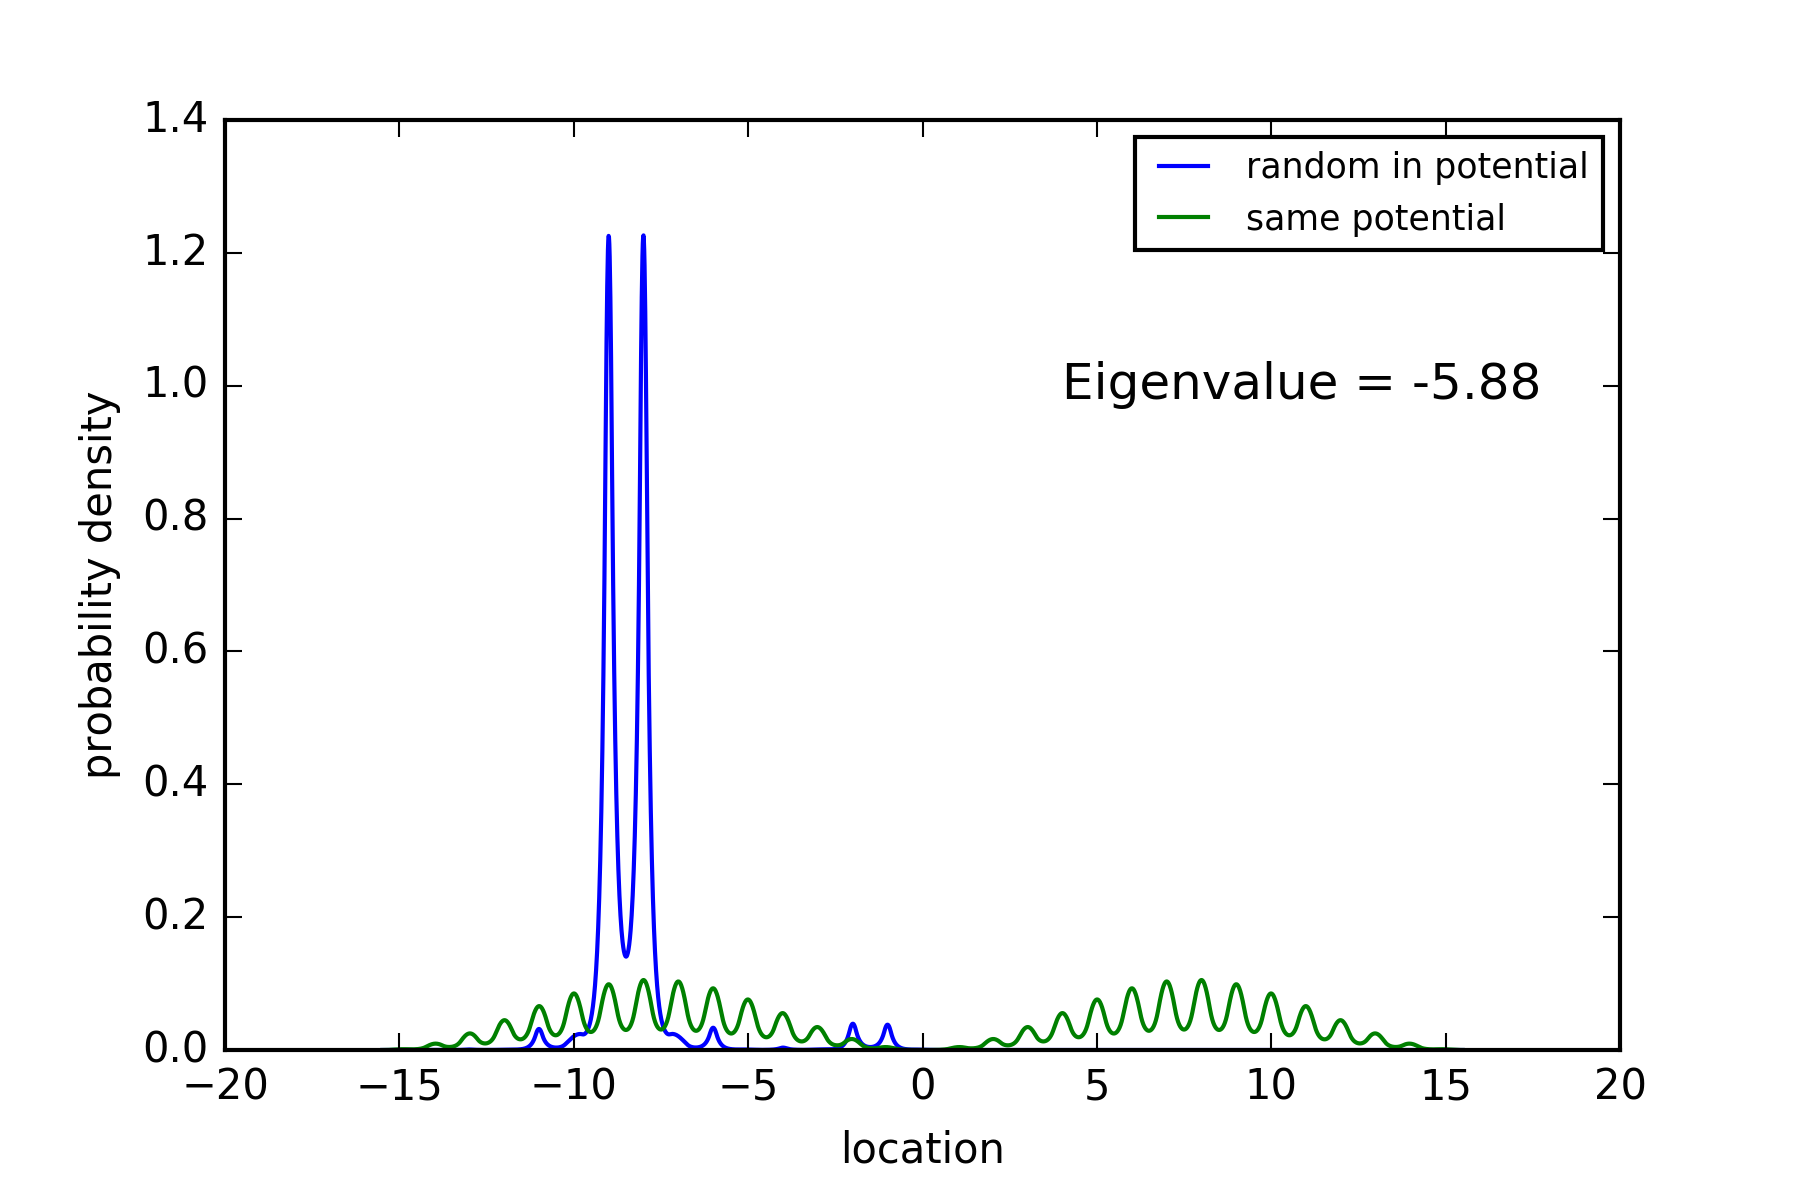 1.4
1.2
1.0
0.8
0.6
0.4
0.2
0.0
probability density
random in potential
same potential
Eigenvalue = -5.88
−20 −15 −10 −5 0 5 10 15 20
location